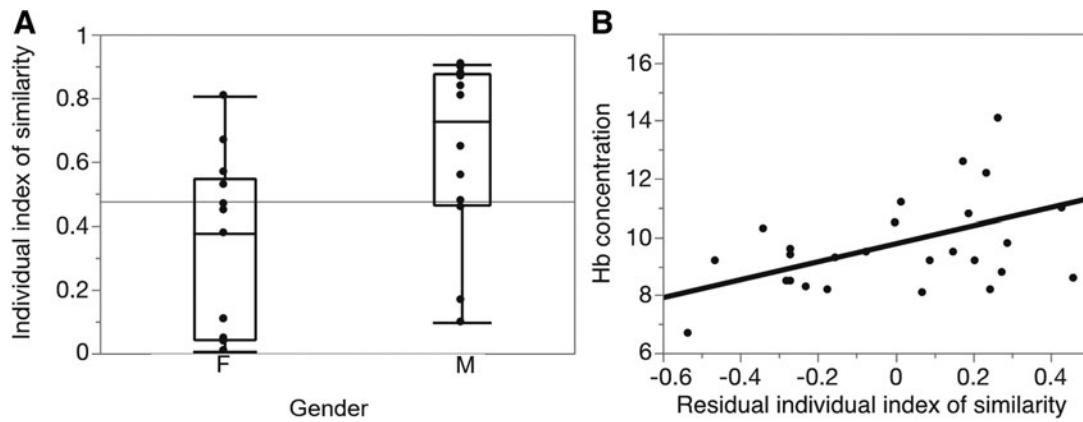 A
Individual index of similarity
1
0.8
0.6
0.4
0.2
0
F
M
Gender
B
Hb concentration
16
14
12
10
8
6
-0.6
-0.4
-0.2
0
0.2
0.4
Residual individual index of similarity